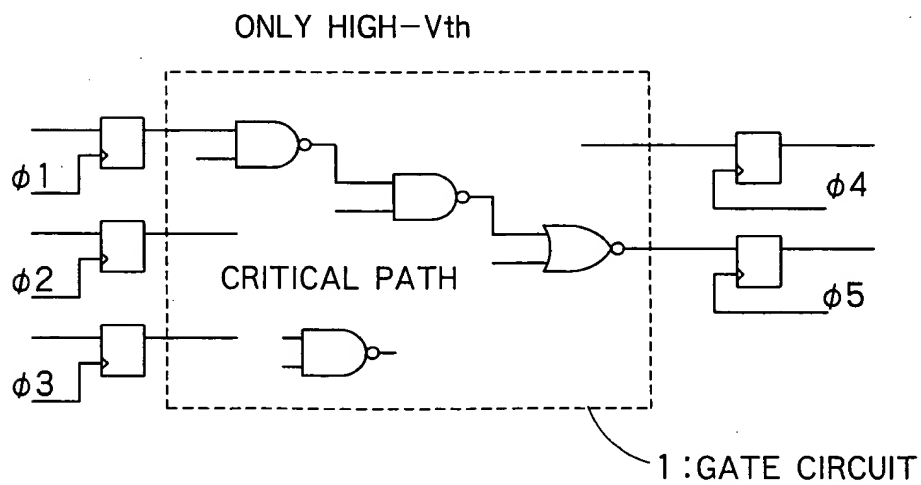 ONLY HIGH-Vth
ϕ1
ϕ4
ϕ2
CRITICAL PATH
ϕ5
ϕ3
1:GATE CIRCUIT